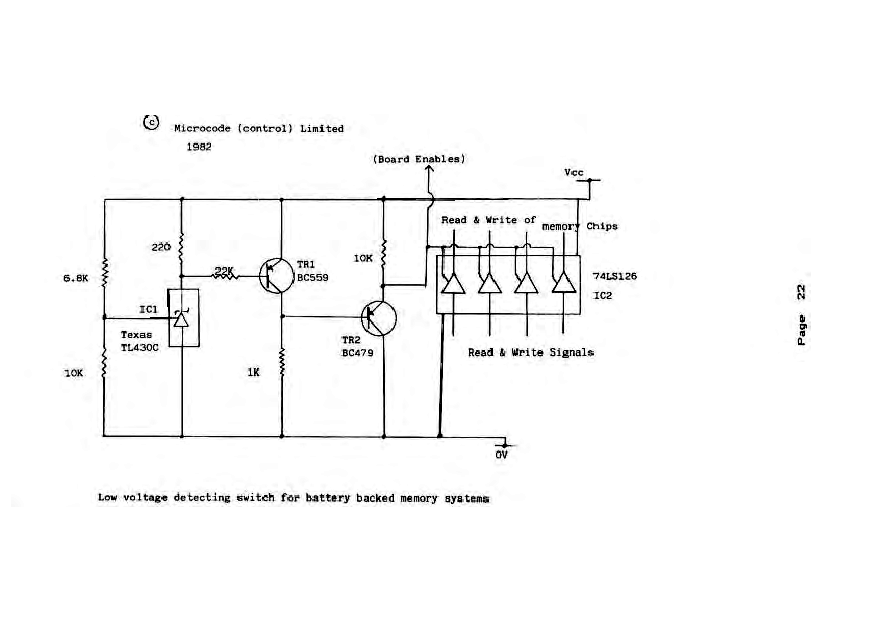 © Microcode (control) Limited
1982
(Board Enables)
Vcc
Read & Write of memory Chips
220
22K
TR1
BC559
10K
6.8K
74LS126
IC2
IC1
Texas
TL430C
TR2
BC479
Read & Write Signals
10K
1K
0V
Low voltage detecting switch for battery backed memory systems
Page 22